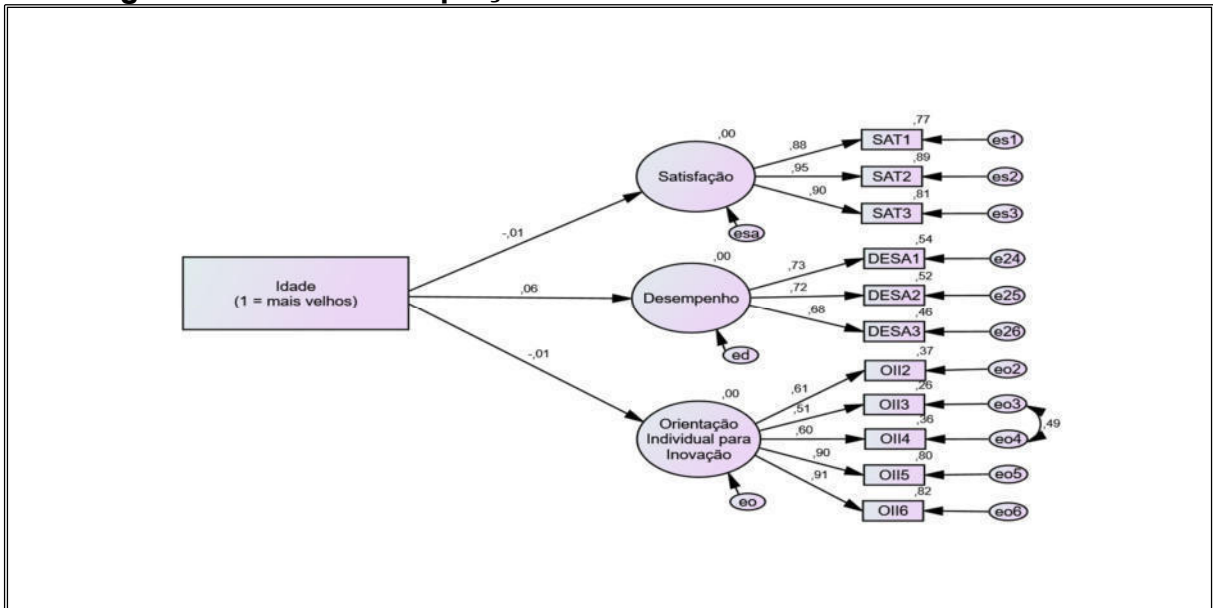 ,77
,00
SAT1
es1
,88
,89
Satisfação
,95
SAT2
es2
,90
,81
SAT3
es3
esa
-,01
,54
,00
DESA1
e24
,73
,52
Idade
(1 = mais velhos)
,06
Desempenho
,72
DESA2
e25
,68
,46
DESA3
e26
ed
-,01
,37
OII2
eo2
,00
,61
,26
Orientação
Individual para
Inovação
,51
OII3
eo3
,36
,49
,60
OII4
eo4
,90
,80
OII5
eo5
,91
,82
OII6
eo6
eo